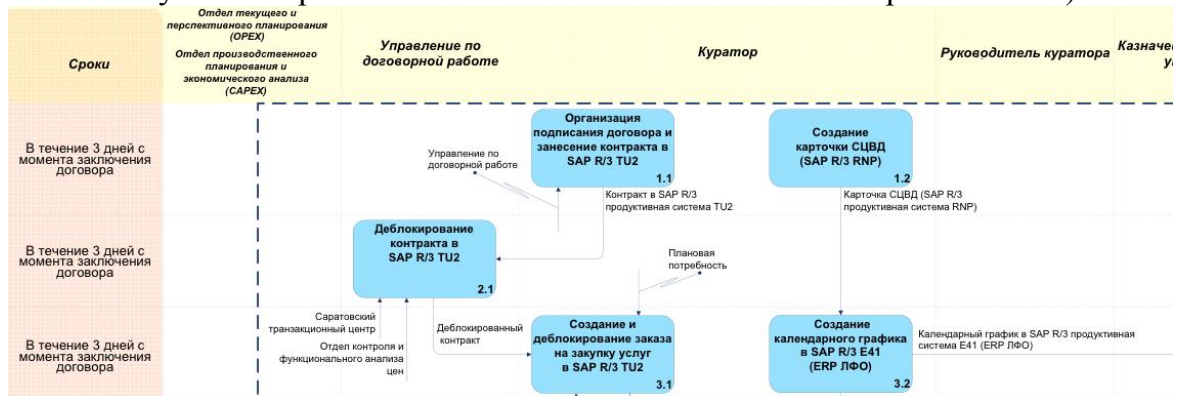 Отдел текущего и
перспективного планирования
(OPEX)
Отдел производственного
планирования и
экономического анализа
(CAPEX)
Сроки
Управление по
договорной работе
Куратор
Руководитель куратора
В течение 3 дней с
момента заключения
договора
Управление по
договорной работе
Организация
подписания договора и
занесение контракта в
SAP R/3 TU2
1.1
Создание
карточки СЦВД
(SAP R/3 RNP)
1.2
Контракт в SAP R/3
продуктивная система TU2
Карточка СЦВД (SAP R/3
продуктивная система RNP)
В течение 3 дней с
момента заключения
договора
Деблокирование
контракта в
SAP R/3 TU2
2.1
Плановая
потребность
В течение 3 дней с
момента заключения
договора
Саратовский
транзакционный центр
Отдел контроля и
функционального анализа
цен
Деблокированный
контракт
Создание и
деблокирование заказа
на закупку услуг
в SAP R/3 TU2
3.1
Создание
календарного графика
в SAP R/3 E41
(ERP ЛФО)
3.2
Календарный график в SAP R/3 продуктивная
система E41 (ERP ЛФО)